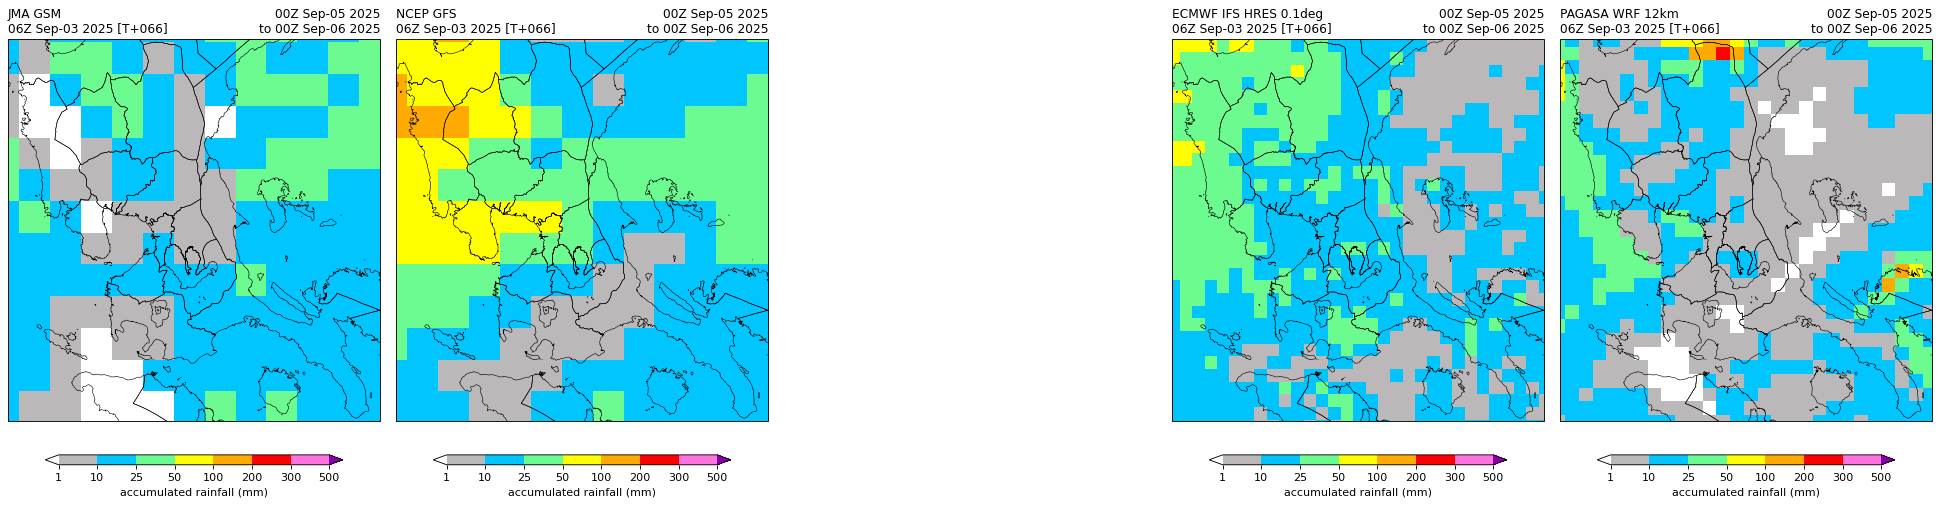 JMA GSM 00Z Sep-05 2025
06Z Sep-03 2025 [T+066] to 00Z Sep-06 2025
1 10 25 50 100 200 300 500
accumulated rainfall (mm)
NCEP GFS 00Z Sep-05 2025
06Z Sep-03 2025 [T+066] to 00Z Sep-06 2025
1 10 25 50 100 200 300 500
accumulated rainfall (mm)
ECMWF IFS HRES 0.1deg 00Z Sep-05 2025
06Z Sep-03 2025 [T+066] to 00Z Sep-06 2025
1 10 25 50 100 200 300 500
accumulated rainfall (mm)
PAGASA WRF 12km 00Z Sep-05 2025
06Z Sep-03 2025 [T+066] to 00Z Sep-06 2025
1 10 25 50 100 200 300 500
accumulated rainfall (mm)